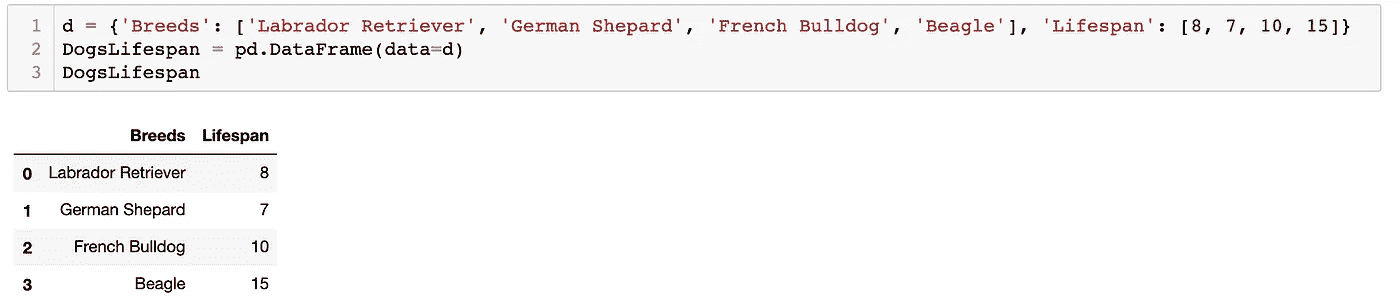 1 d = {'Breeds': ['Labrador Retriever', 'German Shepard', 'French Bulldog', 'Beagle'], 'Lifespan': [8, 7, 10, 15]}
2 DogsLifespan = pd.DataFrame(data=d)
3 DogsLifespan
Breeds Lifespan
0 Labrador Retriever 8
1 German Shepard 7
2 French Bulldog 10
3 Beagle 15